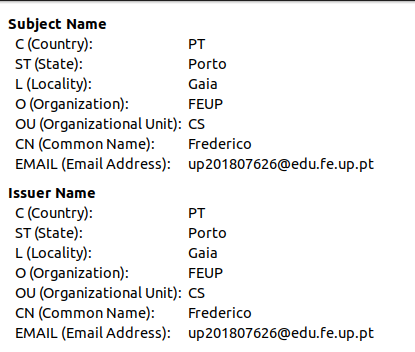 Subject Name
C (Country): PT
ST (State): Porto
L (Locality): Gaia
O (Organization): FEUP
OU (Organizational Unit): CS
CN (Common Name): Frederico
EMAIL (Email Address): up201807626@edu.fe.up.pt
Issuer Name
C (Country): PT
ST (State): Porto
L (Locality): Gaia
O (Organization): FEUP
OU (Organizational Unit): CS
CN (Common Name): Frederico
EMAIL (Email Address): up201807626@edu.fe.up.pt